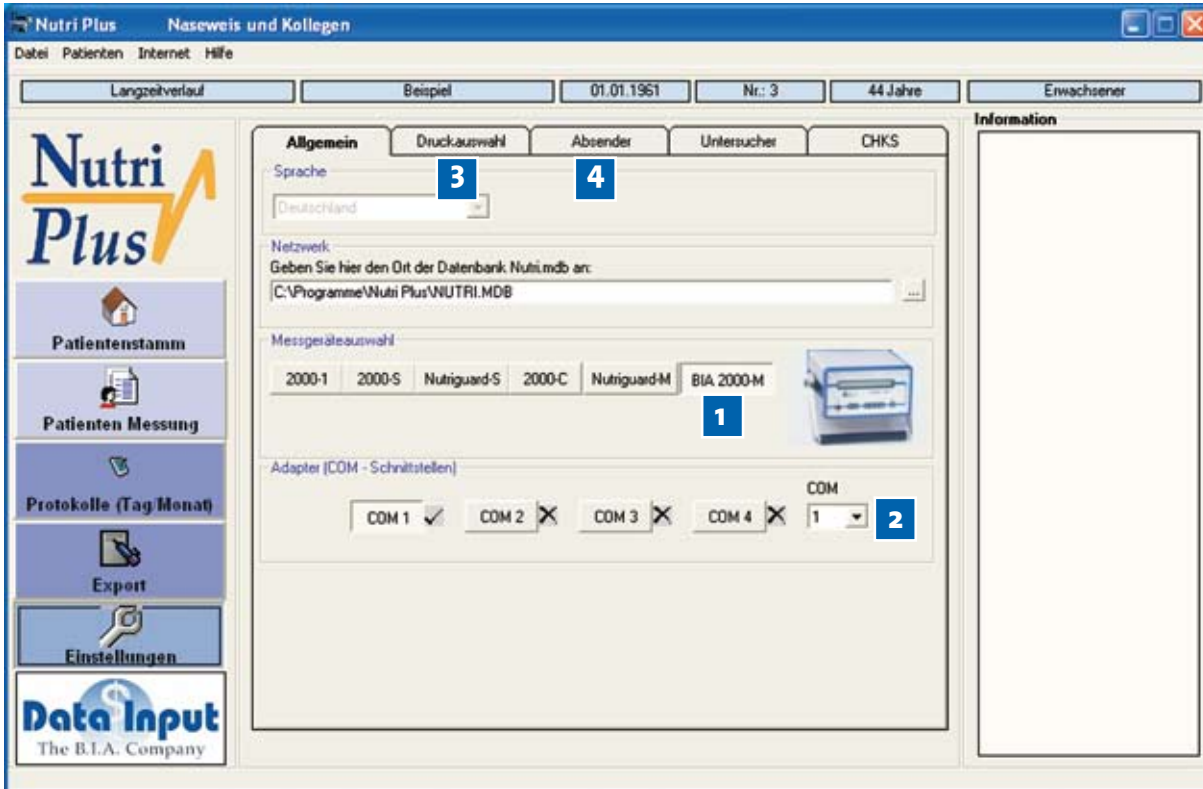 Nutri Plus Naseweis und Kollegen
Datei Patienten Internet Hilfe
Langzeitverlauf Beispiel 01.01.1961 Nr.: 3 44 Jahre Erwachsener
Nutri
Plus
Patientenstamm
Patienten Messung
Protokolle (Tag/Monat)
Export
Einstellungen
Data Input
The B.I.A. Company
Allgemein Druckauswahl Absender Untersucher CHKS
3 4
Sprache
Deutschland
Netzwerk
Geben Sie hier den Ort der Datenbank Nutri.mdb an:
C:\Programme\Nutri Plus\NUTRI.MDB ...
Messgeräteauswahl
2000-1 2000-S Nutriguard-S 2000-C Nutriguard-M BIA 2000-M
1
Adapter (COM - Schnittstellen)
COM
COM 1 COM 2 COM 3 COM 4 1 2
Information